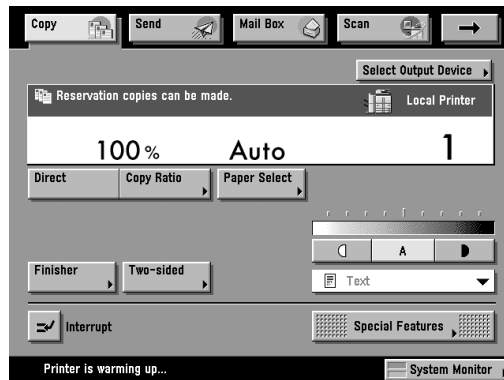 Copy Send Mail Box Scan
Select Output Device
Reservation copies can be made. Local Printer
100 % Auto 1
Direct Copy Ratio Paper Select
A
Finisher Two-sided Text
Interrupt Special Features
Printer is warming up... System Monitor